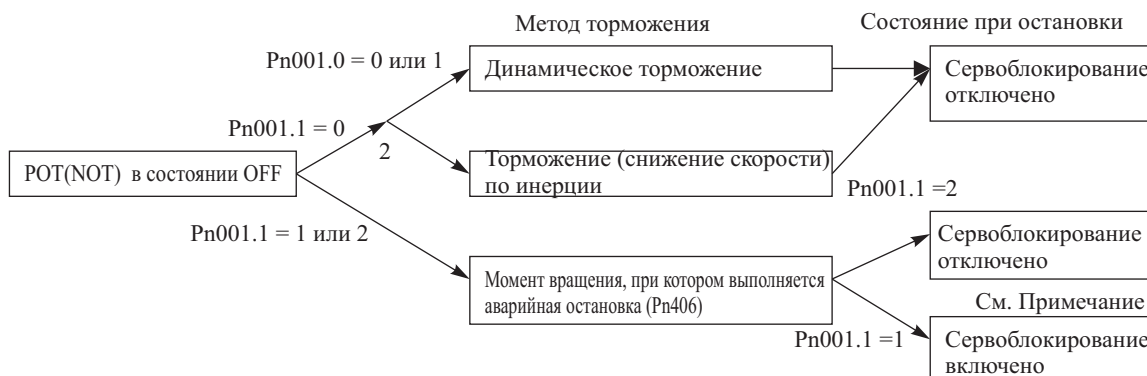 Метод торможения
Состояние при остановки
Pn001.0 = 0 или 1
Динамическое торможение
Сервоблокирование
отключено
Pn001.1 = 0
2
Торможение (снижение скорости)
по инерции
POT(NOT) в состоянии OFF
Pn001.1 =2
Pn001.1 = 1 или 2
Сервоблокирование
отключено
Момент вращения, при котором выполняется
аварийная остановка (Pn406)
См. Примечание
Pn001.1 =1
Сервоблокирование
включено